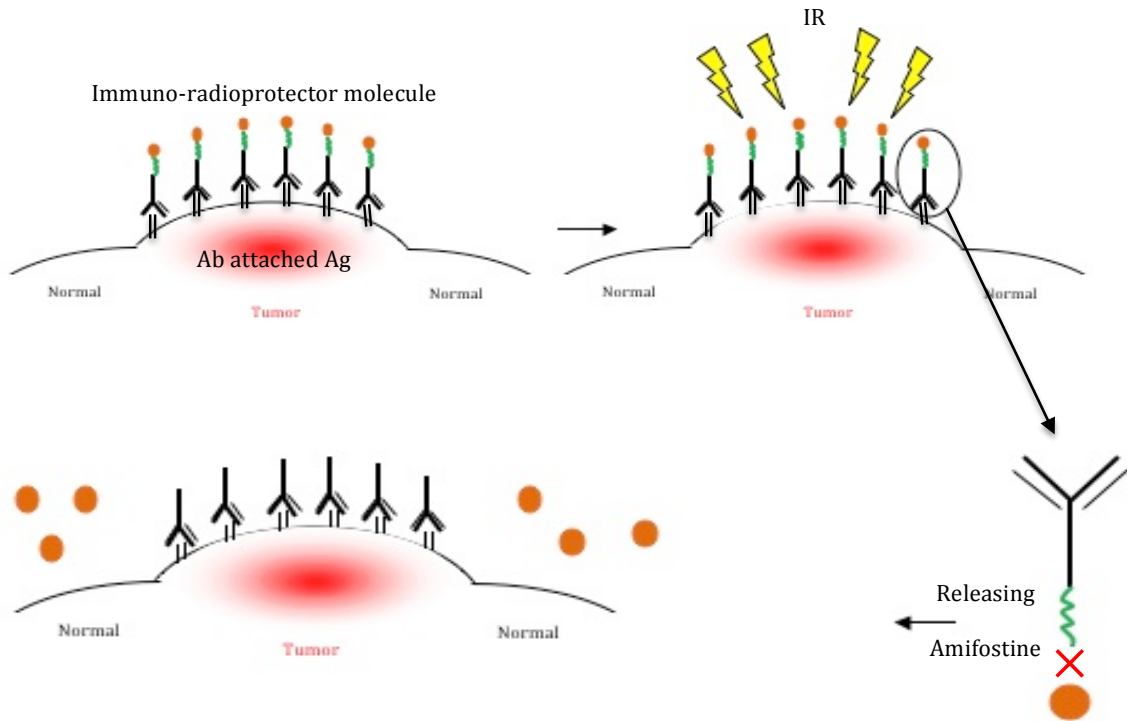 IR
Immuno-radioprotector molecule
Ab attached Ag
Normal
Normal
Tumor
Normal
Normal
Tumor
Normal
Normal
Tumor
Releasing
Amifostine